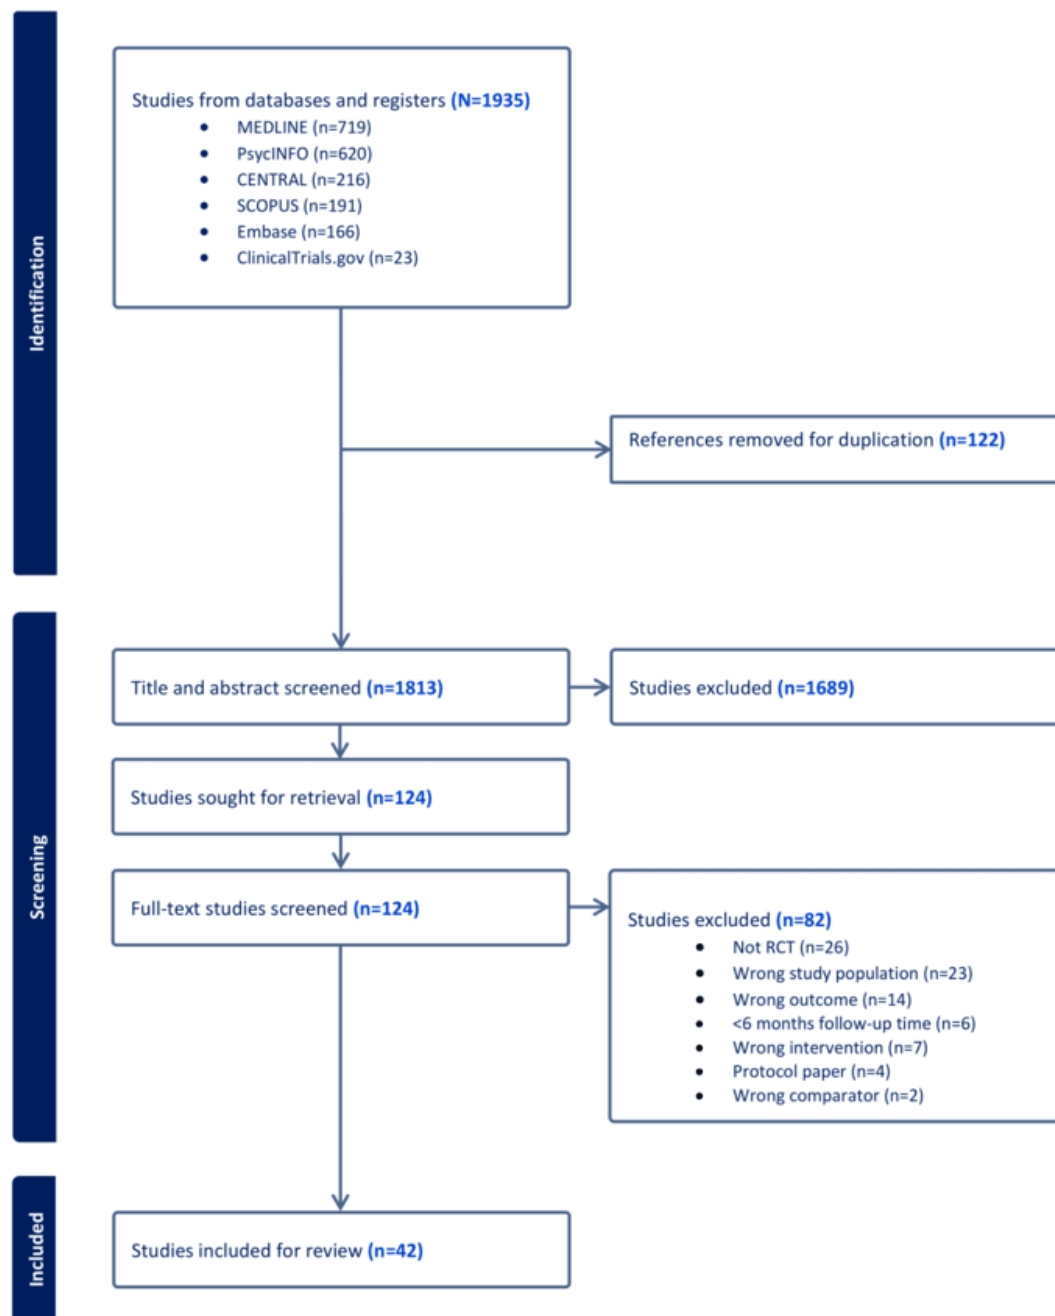 Identification
Studies from databases and registers (N=1935)
• MEDLINE (n=719)
• PsycINFO (n=620)
• CENTRAL (n=216)
• SCOPUS (n=191)
• Embase (n=166)
• ClinicalTrials.gov (n=23)
References removed for duplication (n=122)
Screening
Title and abstract screened (n=1813)
Studies excluded (n=1689)
Studies sought for retrieval (n=124)
Full-text studies screened (n=124)
Studies excluded (n=82)
• Not RCT (n=26)
• Wrong study population (n=23)
• Wrong outcome (n=14)
• <6 months follow-up time (n=6)
• Wrong intervention (n=7)
• Protocol paper (n=4)
• Wrong comparator (n=2)
Included
Studies included for review (n=42)